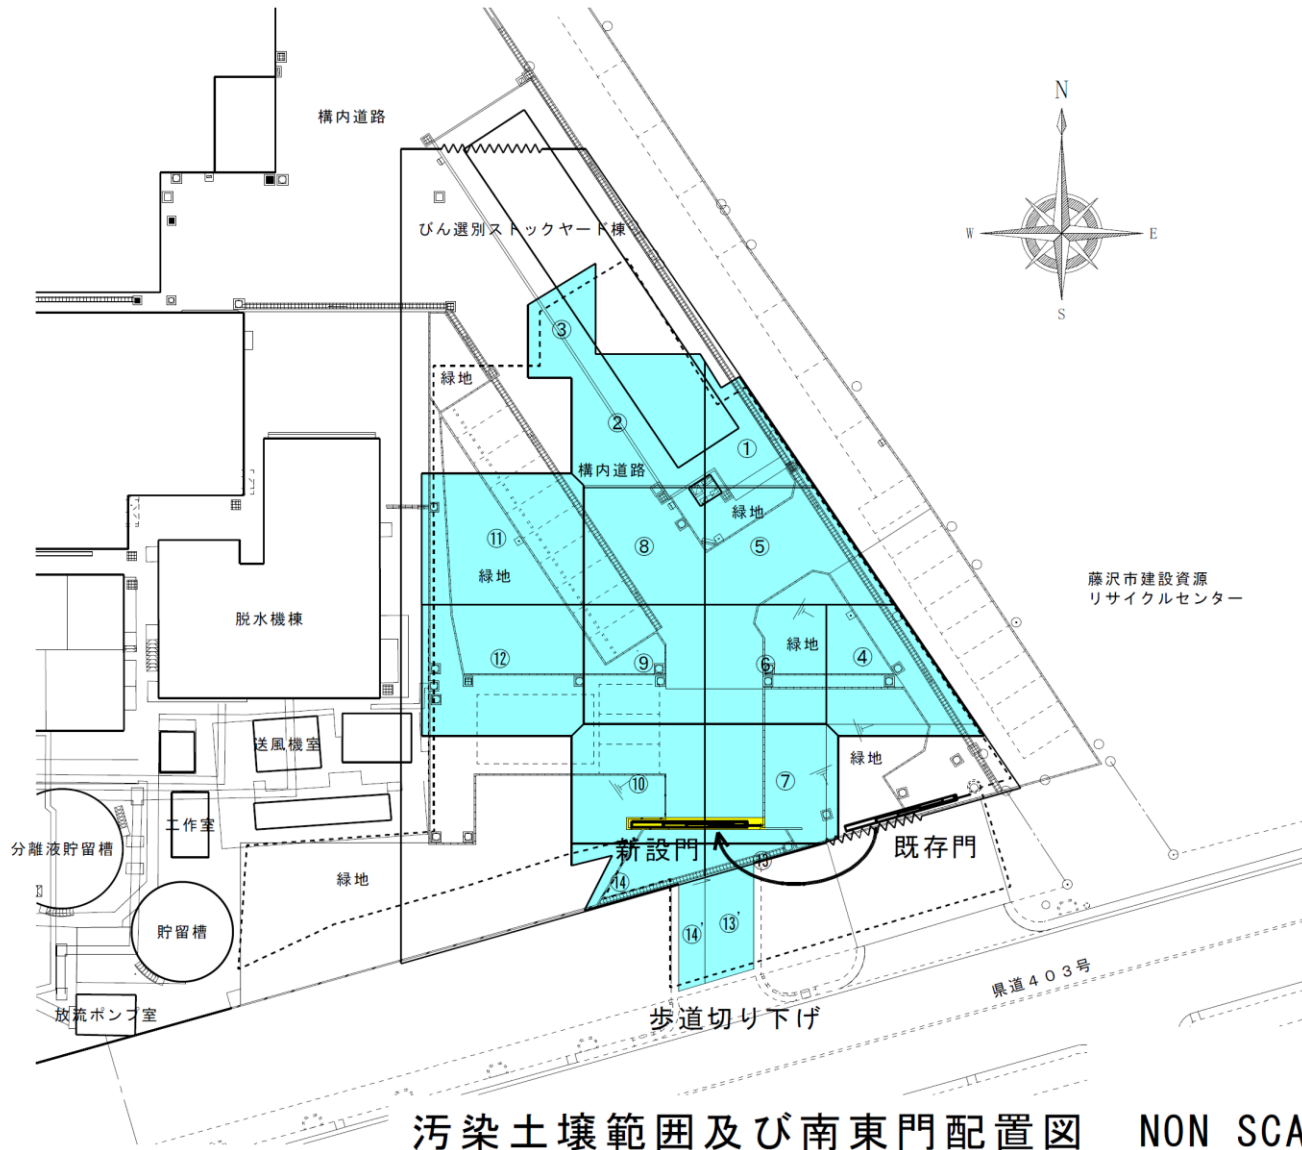 構内道路
N
W
E
S
びん選別ストックヤード棟
③
緑地
②
①
構内道路
緑地
⑪
⑧
⑤
緑地
藤沢市建設資源
リサイクルセンター
脱水機棟
緑地
⑫
⑨
⑥
④
送風機室
緑地
⑩
⑦
工作室
分離液貯留槽
新設門
既存門
緑地
⑭
⑬
貯留槽
⑭'
⑬'
県道403号
放流ポンプ室
歩道切り下げ
汚染土壌範囲及び南東門配置図 NON SCA